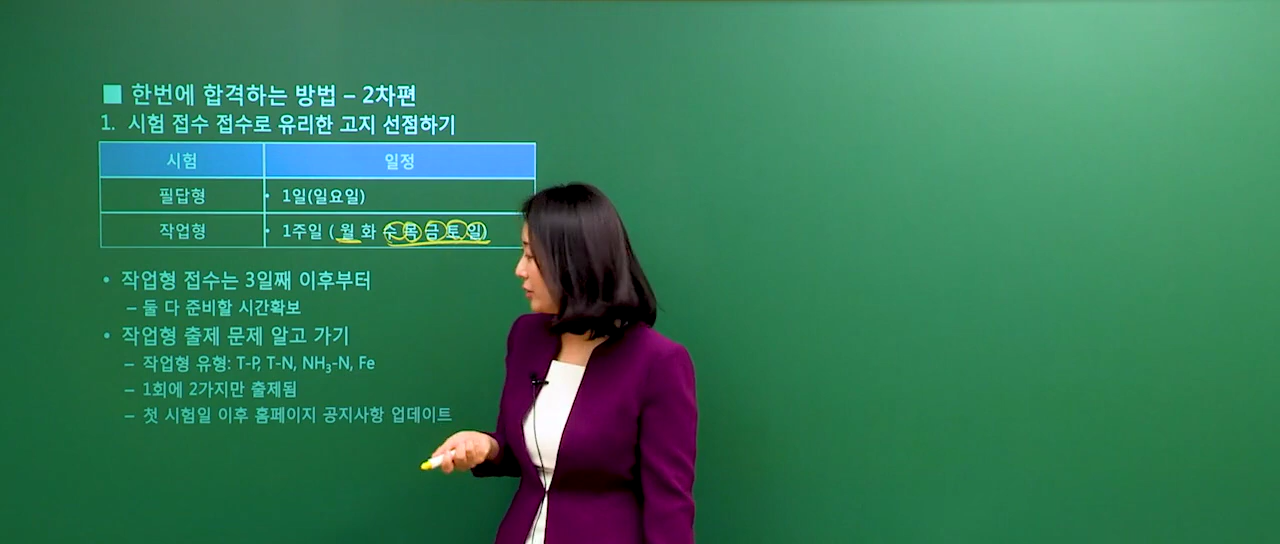 ■ 한번에 합격하는 방법 – 2차편
1. 시험 접수 접수로 유리한 고지 선점하기
시험 일정
필답형 • 1일(일요일)
작업형 • 1주일 ( 월 화 수 목 금 토 일)
• 작업형 접수는 3일째 이후부터
– 둘 다 준비할 시간확보
• 작업형 출제 문제 알고 가기
– 작업형 유형: T-P, T-N, NH₃-N, Fe
– 1회에 2가지만 출제됨
– 첫 시험일 이후 홈페이지 공지사항 업데이트